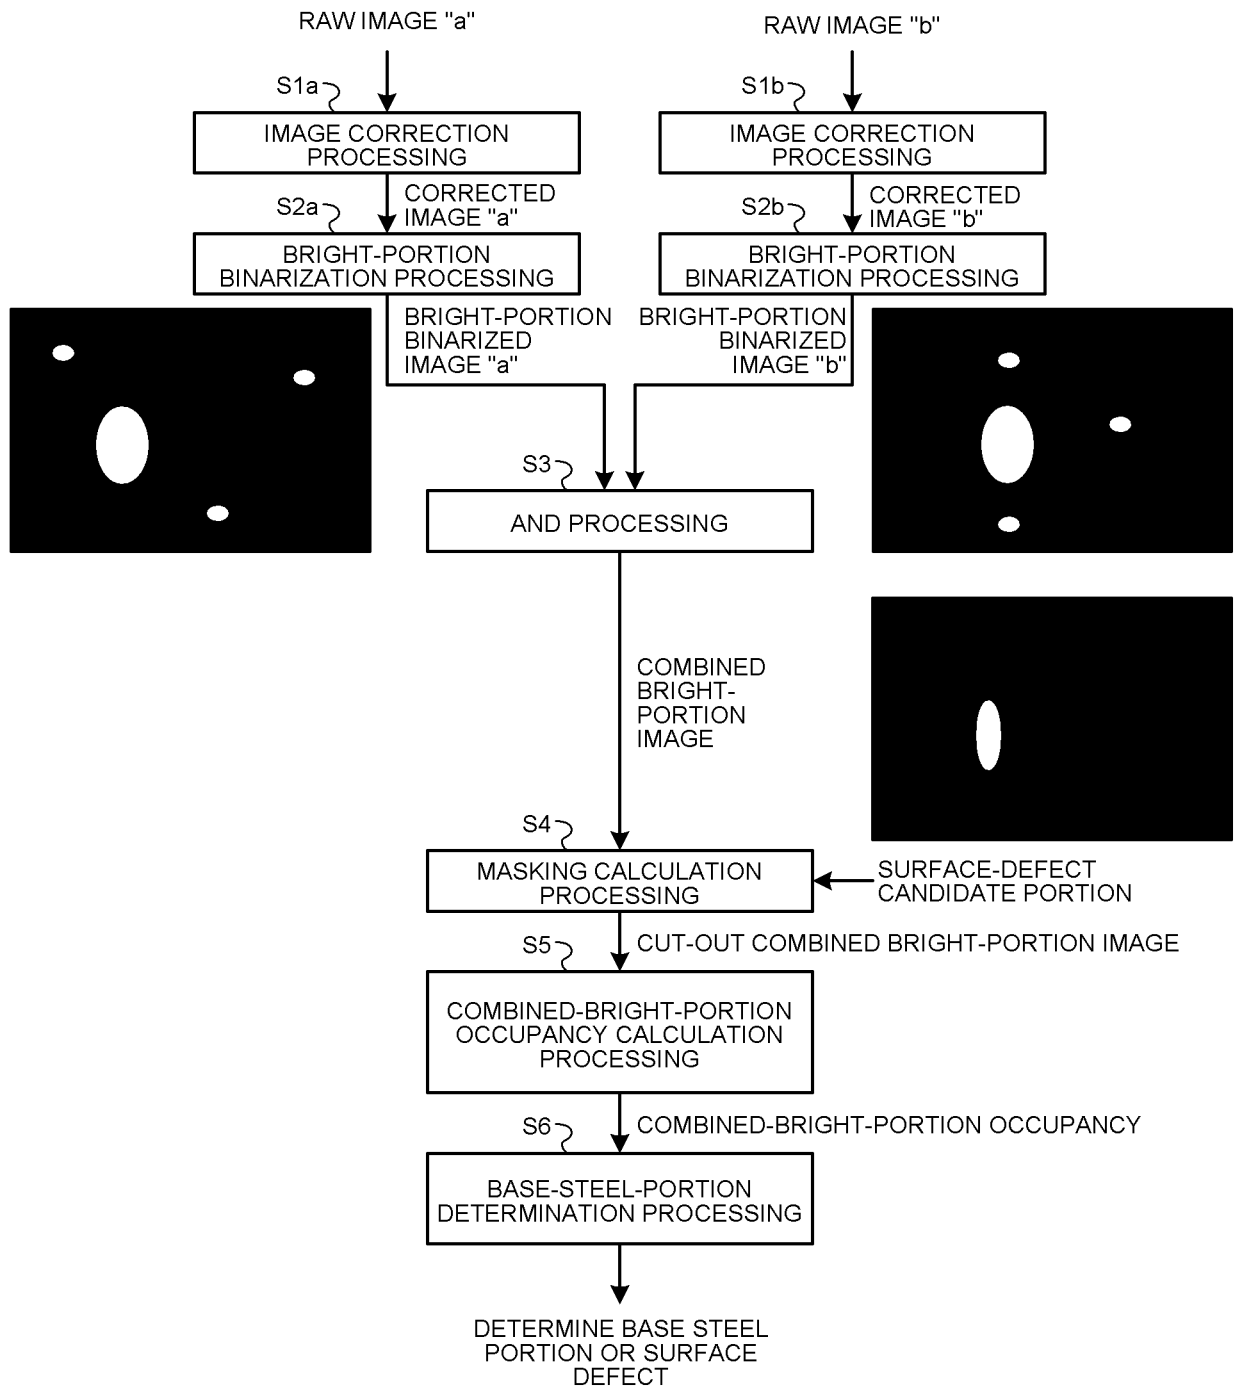 RAW IMAGE "a"
RAW IMAGE "b"
S1a
S1b
IMAGE CORRECTION
PROCESSING
IMAGE CORRECTION
PROCESSING
CORRECTED
IMAGE "a"
CORRECTED
IMAGE "b"
S2a
S2b
BRIGHT-PORTION
BINARIZATION PROCESSING
BRIGHT-PORTION
BINARIZATION PROCESSING
BRIGHT-PORTION
BINARIZED
IMAGE "a"
BRIGHT-PORTION
BINARIZED
IMAGE "b"
S3
AND PROCESSING
COMBINED
BRIGHT-
PORTION
IMAGE
S4
MASKING CALCULATION
PROCESSING
SURFACE-DEFECT
CANDIDATE PORTION
CUT-OUT COMBINED BRIGHT-PORTION IMAGE
S5
COMBINED-BRIGHT-PORTION
OCCUPANCY CALCULATION
PROCESSING
COMBINED-BRIGHT-PORTION OCCUPANCY
S6
BASE-STEEL-PORTION
DETERMINATION PROCESSING
DETERMINE BASE STEEL
PORTION OR SURFACE
DEFECT